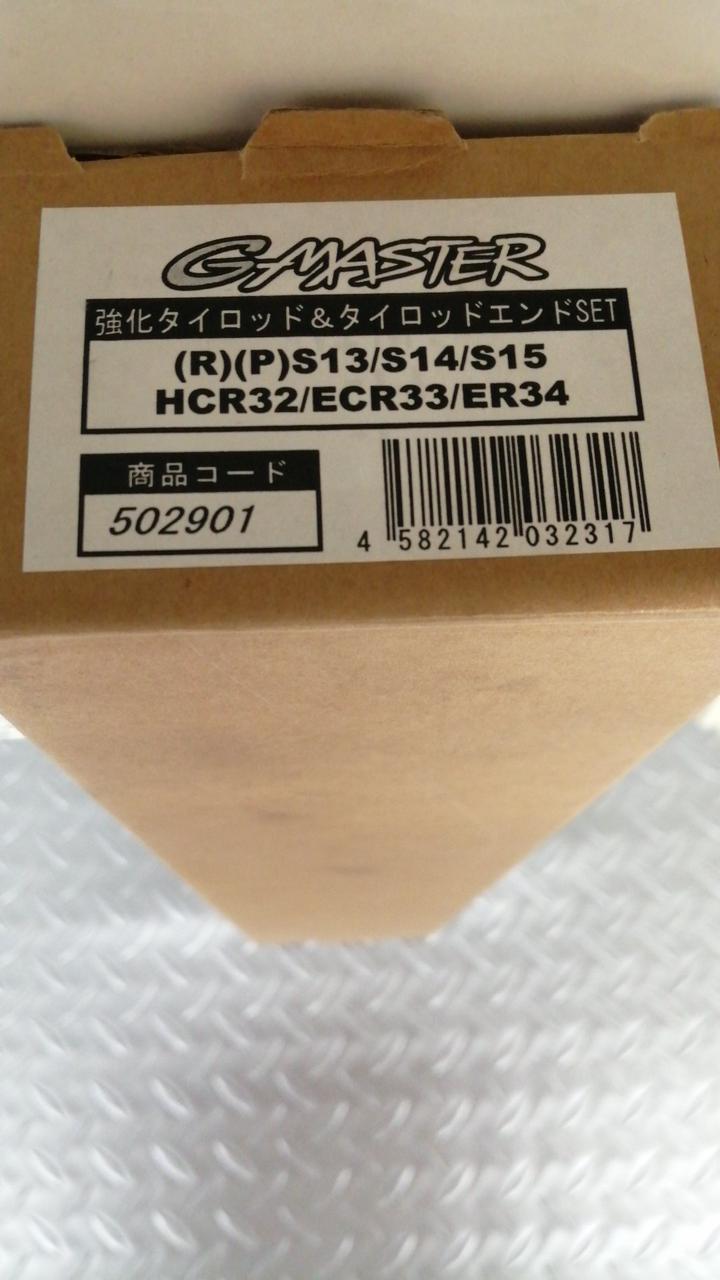 G-MASTER
強化タイロッド&タイロッドエンドSET
(R)(P)S13/S14/S15
HCR32/ECR33/ER34
商品コード
502901
4 582142 032317